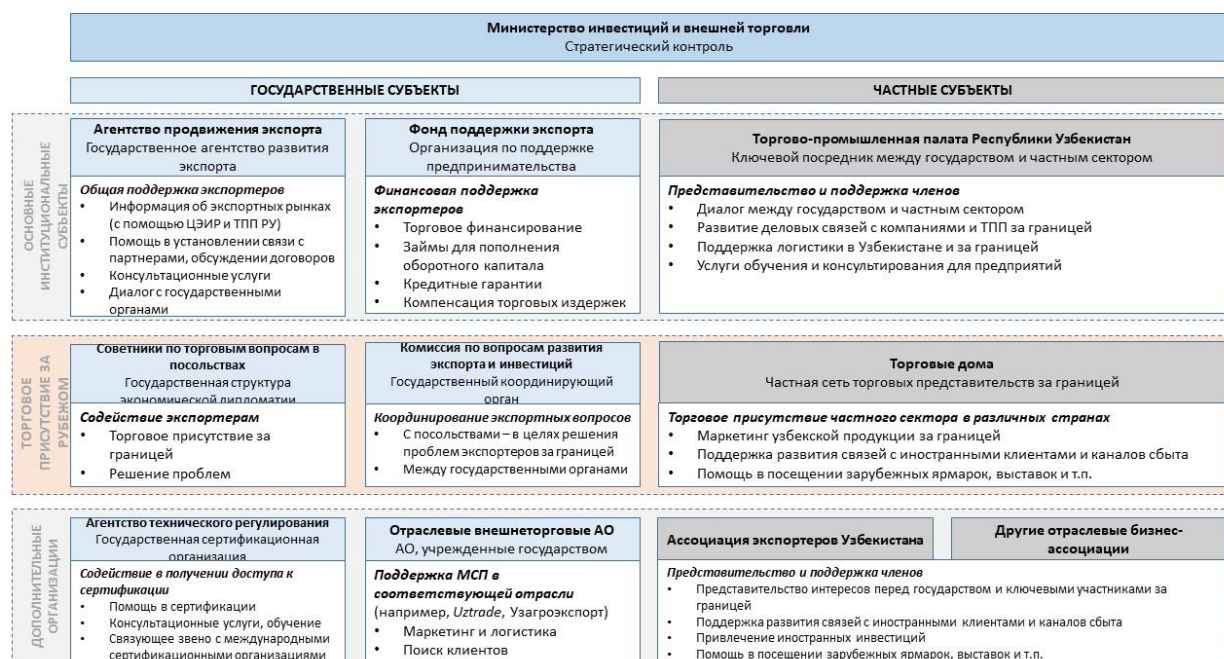 Министерство инвестиций и внешней торговли
Стратегический контроль
ГОСУДАРСТВЕННЫЕ СУБЪЕКТЫ
ЧАСТНЫЕ СУБЪЕКТЫ
ОСНОВНЫЕ
ИНСТИТУЦИОНАЛЬНЫЕ
СУБЪЕКТЫ
Агентство продвижения экспорта
Государственное агентство развития
экспорта
Общая поддержка экспортеров
• Информация об экспортных рынках
(с помощью ЦЭИР и ТПП РУ)
• Помощь в установлении связи с
партнерами, обсуждении договоров
• Консультационные услуги
• Диалог с государственными
органами
Фонд поддержки экспорта
Организация по поддержке
предпринимательства
Финансовая поддержка
экспортеров
• Торговое финансирование
• Займы для пополнения
оборотного капитала
• Кредитные гарантии
• Компенсация торговых издержек
Торгово-промышленная палата Республики Узбекистан
Ключевой посредник между государством и частным сектором
Представительство и поддержка членов
• Диалог между государством и частным сектором
• Развитие деловых связей с компаниями и ТПП за границей
• Поддержка логистики в Узбекистане и за границей
• Услуги обучения и консультирования для предприятий
ТОРГОВОЕ
ПРИСУТСТВИЕ ЗА
РУБЕЖОМ
Советники по торговым вопросам в
посольствах
Государственная структура
экономической дипломатии
Содействие экспортерам
• Торговое присутствие за
границей
• Решение проблем
Комиссия по вопросам развития
экспорта и инвестиций
Государственный координирующий
орган
Координирование экспортных вопросов
• С посольствами – в целях решения
проблем экспортеров за границей
• Между государственными органами
Торговые дома
Частная сеть торговых представительств за границей
Торговое присутствие частного сектора в различных странах
• Маркетинг узбекской продукции за границей
• Поддержка развития связей с иностранными клиентами и каналов сбыта
• Помощь в посещении зарубежных ярмарок, выставок и т.п.
ДОПОЛНИТЕЛЬНЫЕ
ОРГАНИЗАЦИИ
Агентство технического регулирования
Государственная сертификационная
организация
Содействие в получении доступа к
сертификации
• Помощь в сертификации
• Консультационные услуги, обучение
• Связующее звено с международными
сертификационными организациями
Отраслевые внешнеторговые АО
АО, учрежденные государством
Поддержка МСП в
соответствующей отрасли
(например, Uztrade, Узагроэкспорт)
• Маркетинг и логистика
• Поиск клиентов
Ассоциация экспортеров Узбекистана
Другие отраслевые бизнес-
ассоциации
Представительство и поддержка членов
• Представительство интересов перед государством и ключевыми участниками за
границей
• Поддержка развития связей с иностранными клиентами и каналов сбыта
• Привлечение иностранных инвестиций
• Помощь в посещении зарубежных ярмарок, выставок и т.п.